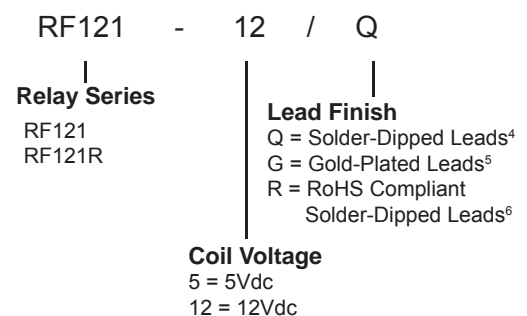 RF121 - 12 / Q
Relay Series
RF121
RF121R
Lead Finish
Q = Solder-Dipped Leads⁴
G = Gold-Plated Leads⁵
R = RoHS Compliant
Solder-Dipped Leads⁶
Coil Voltage
5 = 5Vdc
12 = 12Vdc